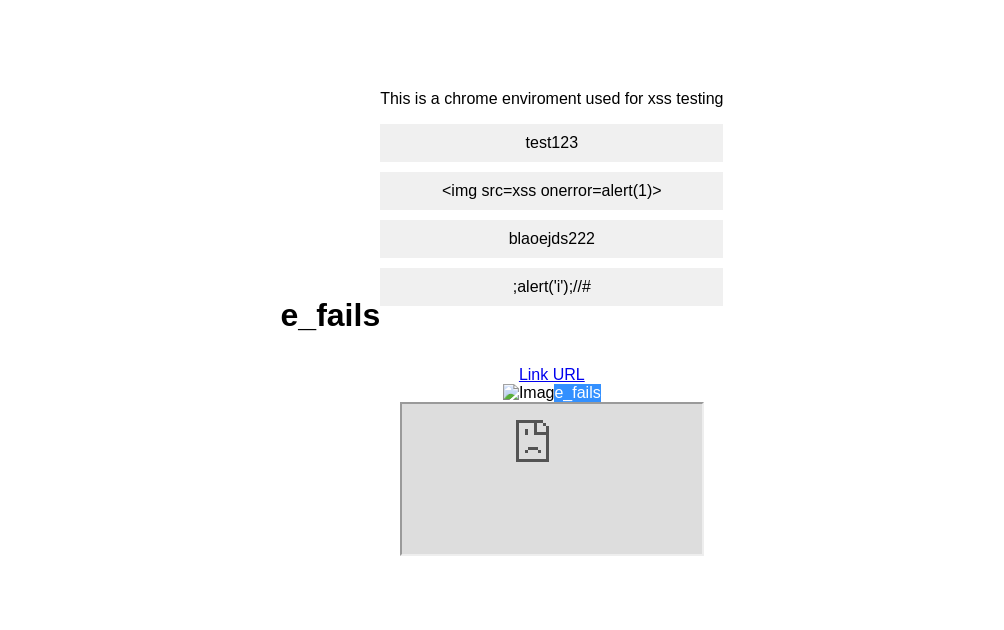 This is a chrome enviroment used for xss testing
test123
<img src=xss onerror=alert(1)>
blaoejds222
;alert('i');//#
e_fails
Link URL
Image_fails